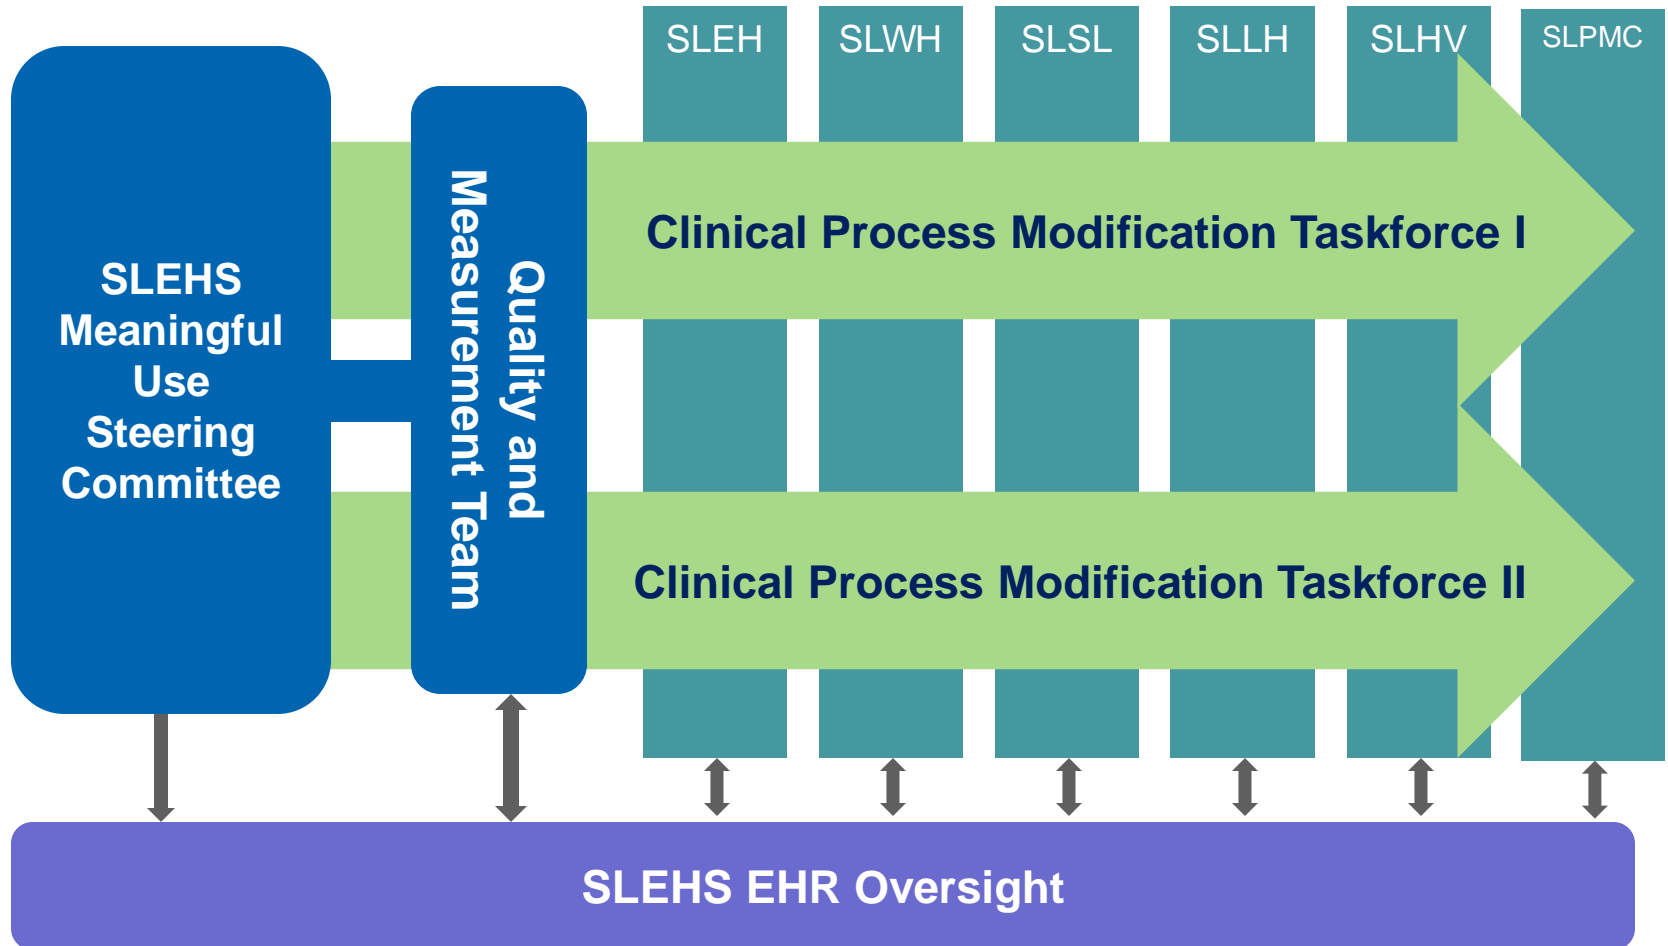 SLEH
SLWH
SLSL
SLLH
SLHV
SLPMC
SLEHS
Meaningful
Use
Steering
Committee
Quality and
Measurement Team
Clinical Process Modification Taskforce I
Clinical Process Modification Taskforce II
SLEHS EHR Oversight